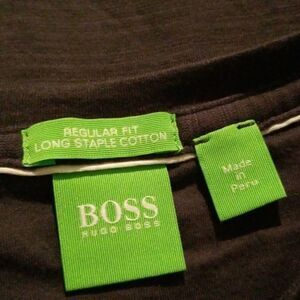 REGULAR FIT
LONG STAPLE COTTON
BOSS
HUGO BOSS
Made
in
Peru